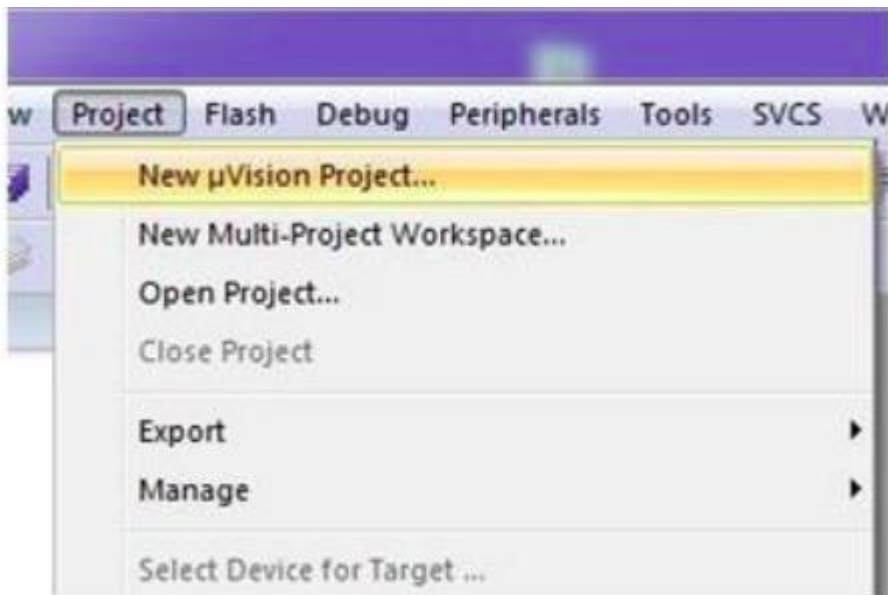 w Project Flash Debug Peripherals Tools SVCS W
New µVision Project...
New Multi-Project Workspace...
Open Project...
Close Project
Export
Manage
Select Device for Target ...